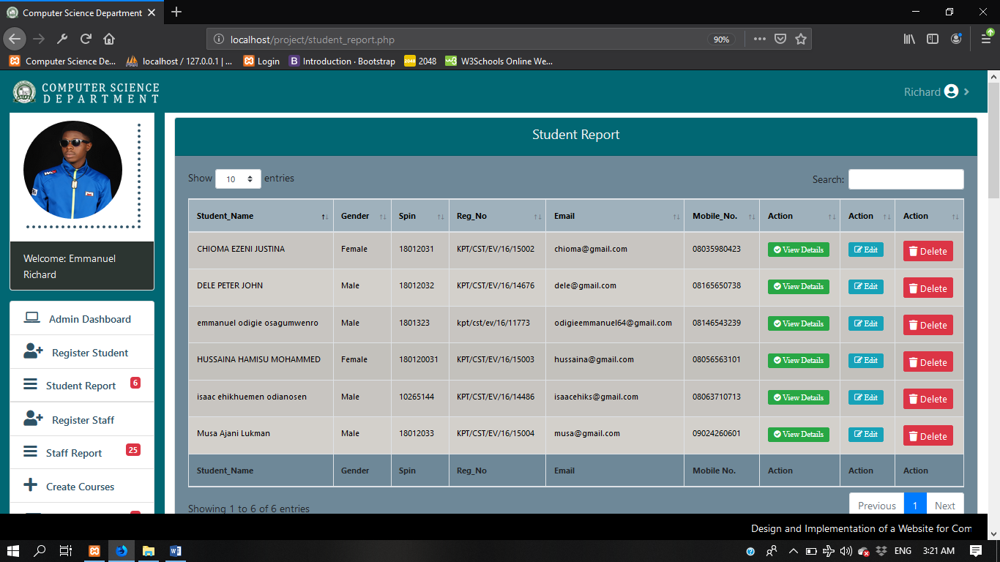 Computer Science Department
localhost/project/student_report.php 90%
Computer Science De... localhost / 127.0.0.1 | ... Login Introduction · Bootstrap 2048 W3Schools Online We...
COMPUTER SCIENCE
DEPARTMENT
Richard
Welcome: Emmanuel
Richard
Admin Dashboard
Register Student
Student Report 6
Register Staff
Staff Report 25
Create Courses
Student Report
Show 10 entries Search:
Student_Name Gender Spin Reg_No Email Mobile_No. Action Action Action
CHIOMA EZENI JUSTINA Female 18012031 KPT/CST/EV/16/15002 chioma@gmail.com 08035980423 View Details Edit Delete
DELE PETER JOHN Male 18012032 KPT/CST/EV/16/14676 dele@gmail.com 08165650738 View Details Edit Delete
emmanuel odigie osagumwenro Male 1801323 kpt/cst/ev/16/11773 odigieemmanuel64@gmail.com 08146543239 View Details Edit Delete
HUSSAINA HAMISU MOHAMMED Female 180120031 KPT/CST/EV/16/15003 hussaina@gmail.com 08056563101 View Details Edit Delete
isaac ehikhuemen odianosen Male 10265144 KPT/CST/EV/16/14486 isaacehiks@gmail.com 08063710713 View Details Edit Delete
Musa Ajani Lukman Male 18012033 KPT/CST/EV/16/15004 musa@gmail.com 09024260601 View Details Edit Delete
Student_Name Gender Spin Reg_No Email Mobile No. Action Action Action
Showing 1 to 6 of 6 entries Previous 1 Next
Design and Implementation of a Website for Com
ENG 3:21 AM